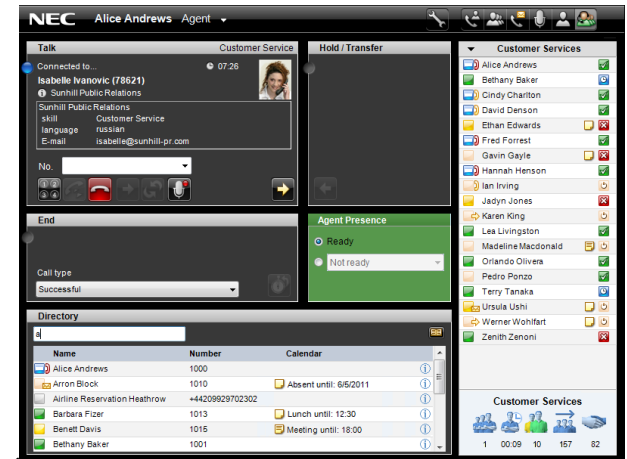 NEC Alice Andrews Agent
Talk Customer Service
Connected to... 07:26
Isabelle Ivanovic (78621)
Sunhill Public Relations
Sunhill Public Relations
skill Customer Service
language russian
E-mail isabelle@sunhill-pr.com
No.
Hold / Transfer
End
Call type
Successful
Agent Presence
Ready
Not ready
Directory
a
Name Number Calendar
Alice Andrews 1000
Arron Block 1010 Absent until: 6/5/2011
Airline Reservation Heathrow +44209929702302
Barbara Fizer 1013 Lunch until: 12:30
Benett Davis 1015 Meeting until: 18:00
Bethany Baker 1001
Customer Services
Alice Andrews
Bethany Baker
Cindy Charlton
David Denson
Ethan Edwards
Fred Forrest
Gavin Gayle
Hannah Henson
Ian Irving
Jadyn Jones
Karen King
Lea Livingston
Madeline Macdonald
Orlando Olivera
Pedro Ponzo
Terry Tanaka
Ursula Ushi
Werner Wohlfart
Zenith Zenoni
Customer Services
1 00:09 10 157 82